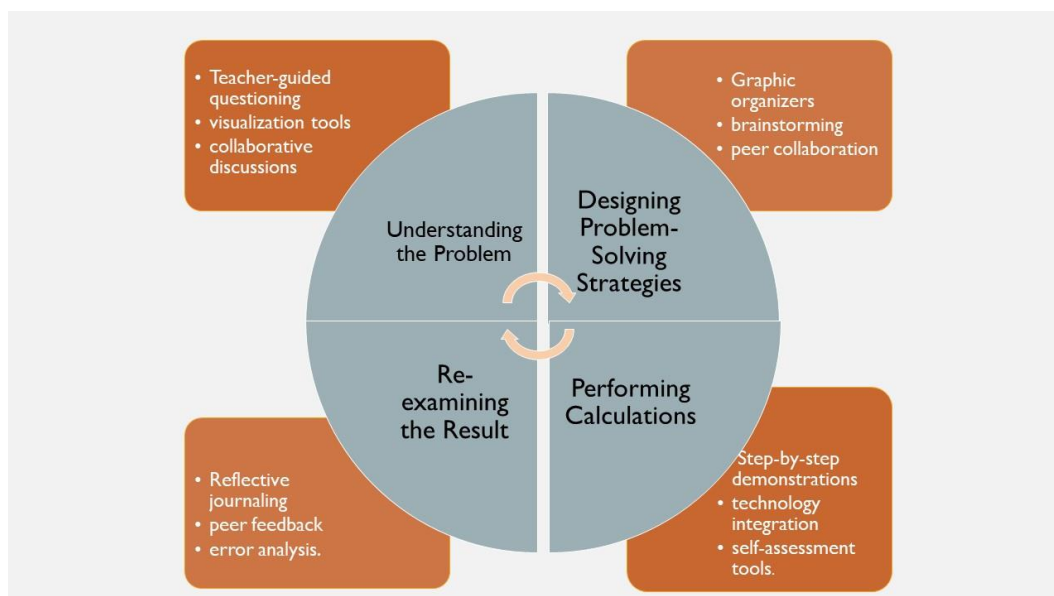 • Teacher-guided
questioning
• visualization tools
• collaborative
discussions
• Graphic
organizers
• brainstorming
• peer collaboration
Understanding
the Problem
Designing
Problem-
Solving
Strategies
Re-
examining
the Result
Performing
Calculations
• Reflective
journaling
• peer feedback
• error analysis.
Step-by-step
demonstrations
• technology
integration
• self-assessment
tools.